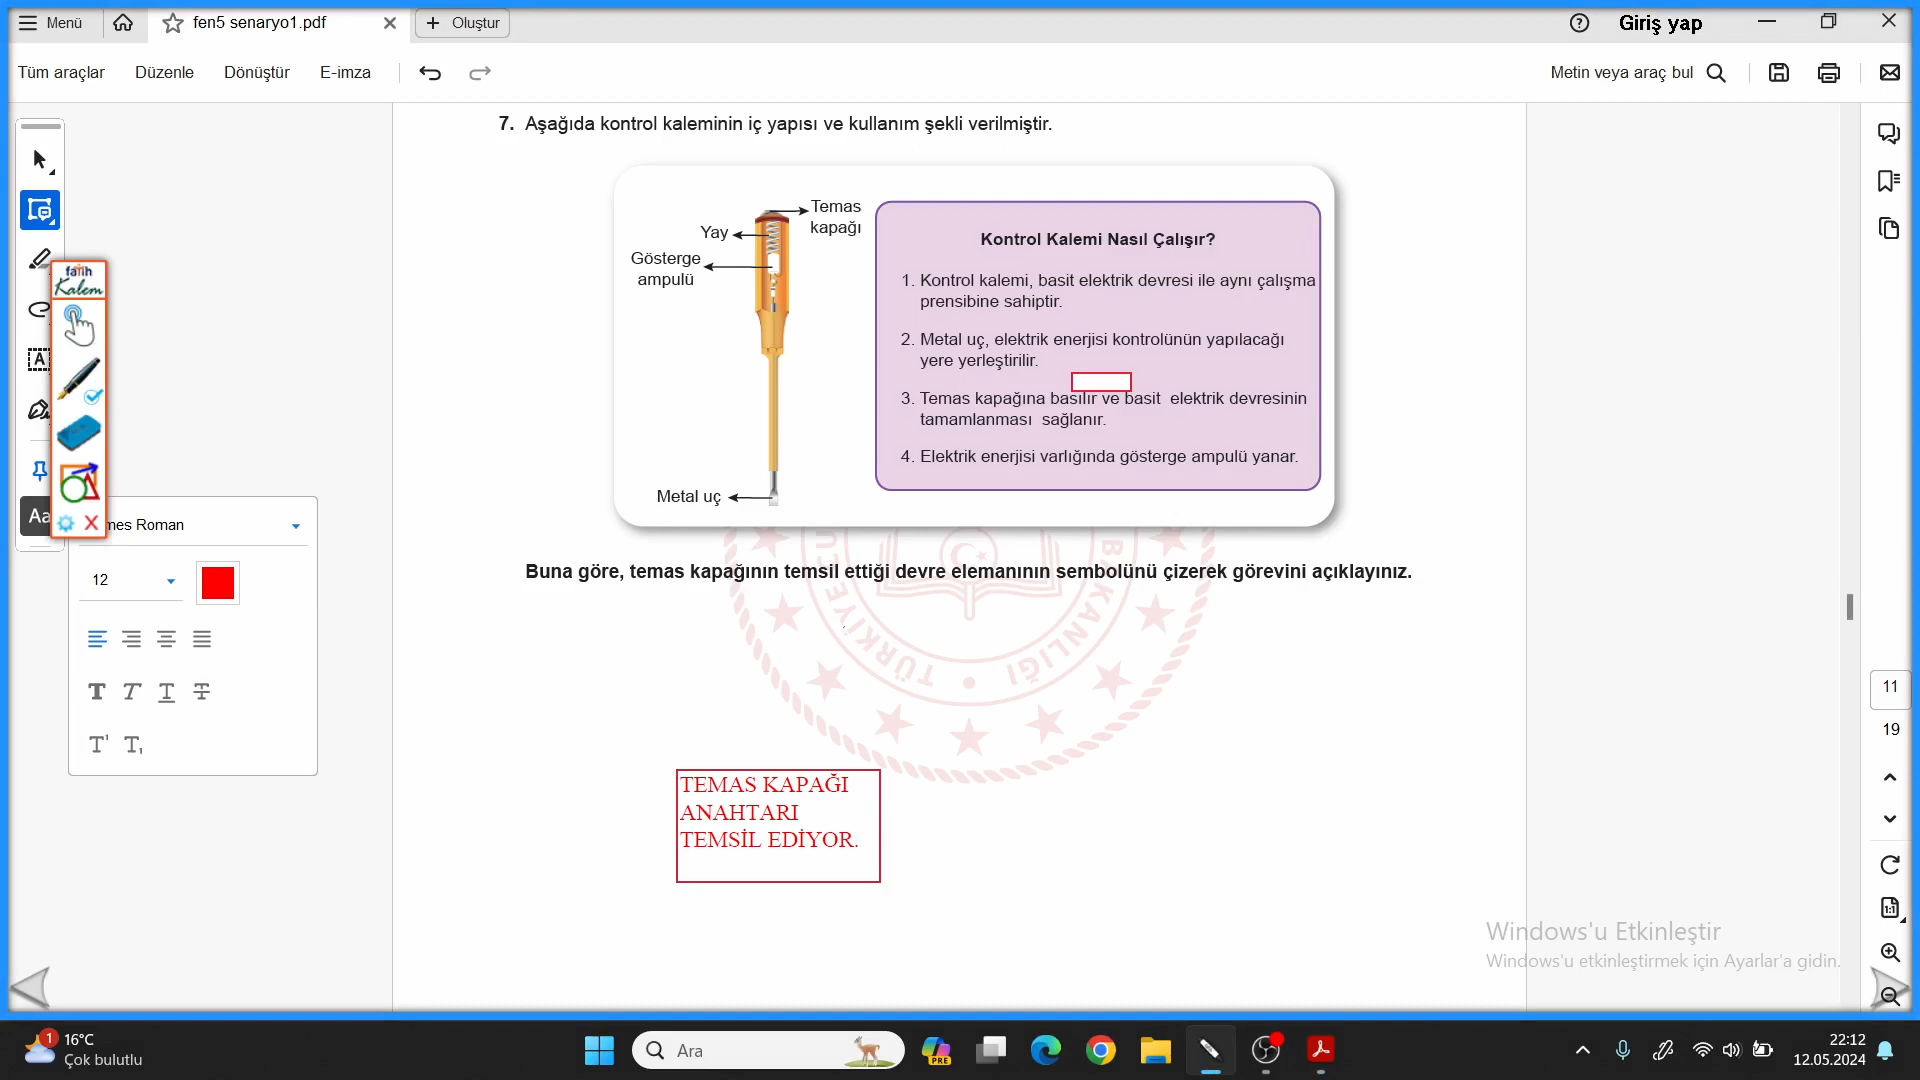 Menü
fen5 senaryo1.pdf
Oluştur
Giriş yap
Tüm araçlar
Düzenle
Dönüştür
E-imza
Metin veya araç bul
7. Aşağıda kontrol kaleminin iç yapısı ve kullanım şekli verilmiştir.
Temas
kapağı
Yay
Gösterge
ampulü
Metal uç
Kontrol Kalemi Nasıl Çalışır?
1. Kontrol kalemi, basit elektrik devresi ile aynı çalışma
prensibine sahiptir.
2. Metal uç, elektrik enerjisi kontrolünün yapılacağı
yere yerleştirilir.
3. Temas kapağına basılır ve basit elektrik devresinin
tamamlanması sağlanır.
4. Elektrik enerjisi varlığında gösterge ampulü yanar.
Buna göre, temas kapağının temsil ettiği devre elemanının sembolünü çizerek görevini açıklayınız.
TEMAS KAPAĞI
ANAHTARI
TEMSİL EDİYOR.
fatih
Kalem
A
Aa
mes Roman
12
11
19
Windows'u Etkinleştir
Windows'u etkinleştirmek için Ayarlar'a gidin.
1
16°C
Çok bulutlu
Ara
PRE
22:12
12.05.2024